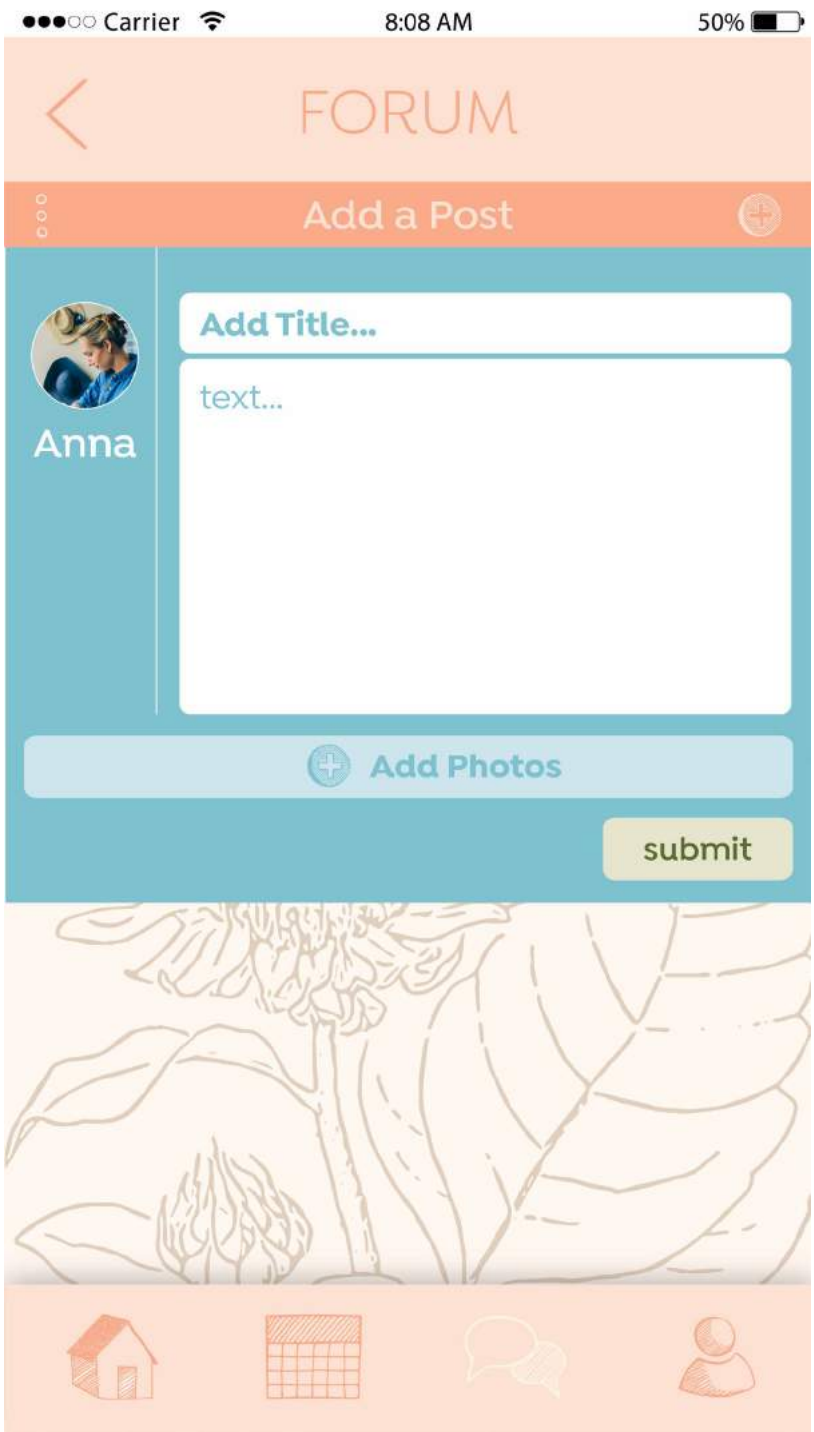 Carrier 8:08 AM 50%
FORUM
Add a Post
Add Title...
text...
Anna
Add Photos
submit